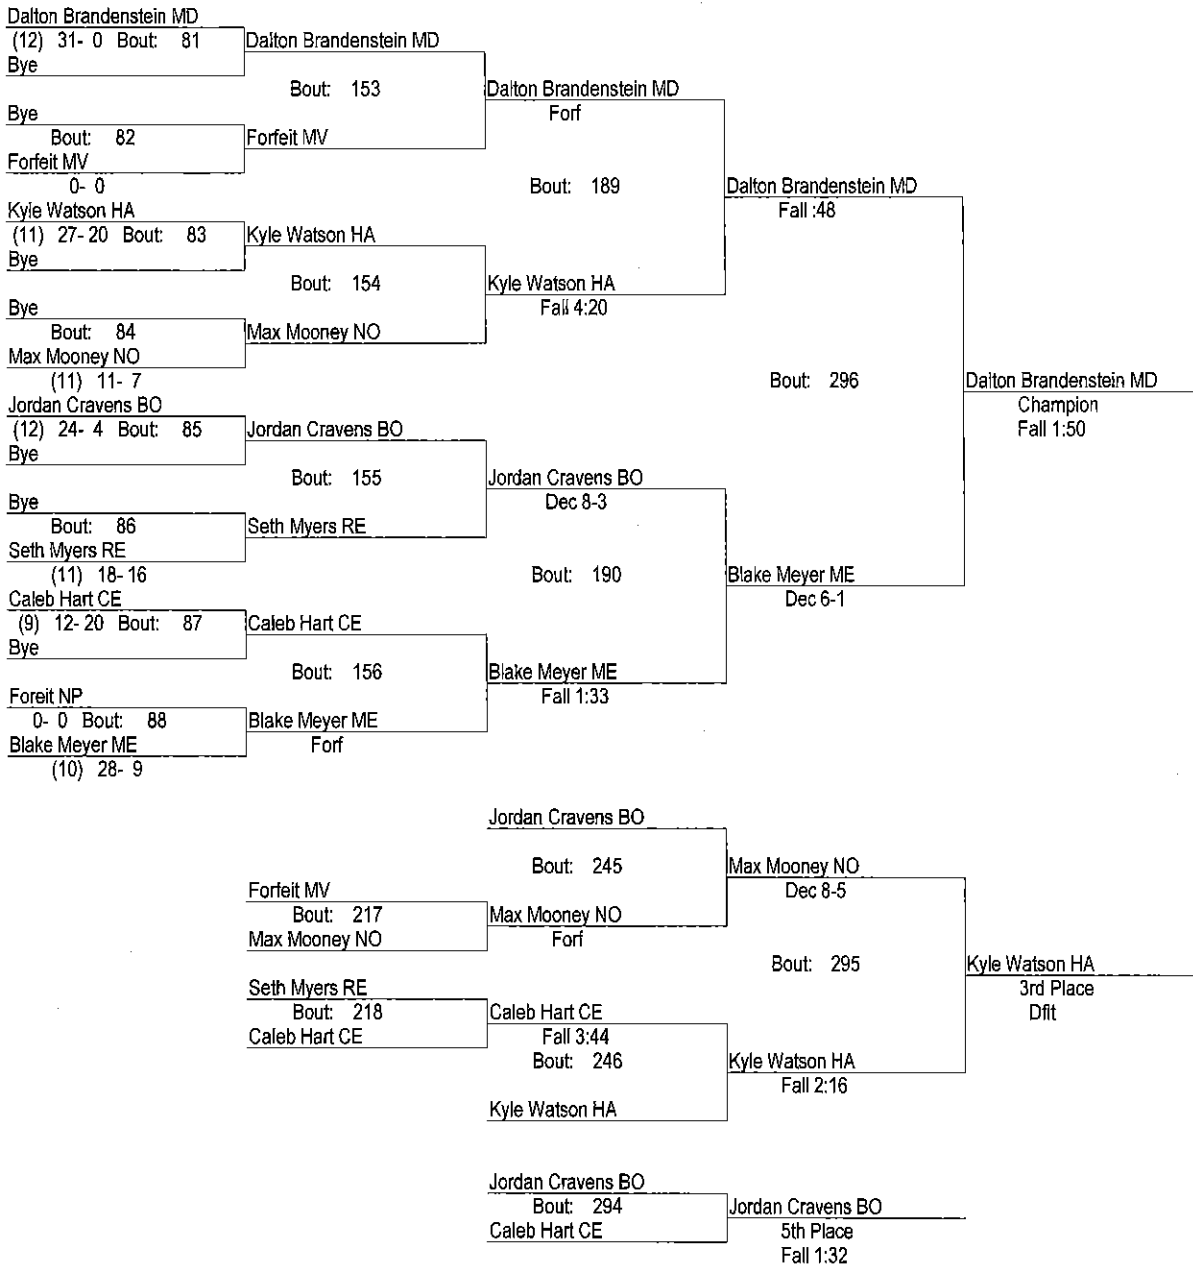 Dalton Brandenstein MD
(12) 31- 0 Bout: 81
Bye
Dalton Brandenstein MD
Bout: 153
Bye
Bout: 82
Forfeit MV
0- 0
Forfeit MV
Dalton Brandenstein MD
Forf
Bout: 189
Kyle Watson HA
(11) 27- 20 Bout: 83
Bye
Kyle Watson HA
Bout: 154
Bye
Bout: 84
Max Mooney NO
(11) 11- 7
Max Mooney NO
Kyle Watson HA
Fall 4:20
Dalton Brandenstein MD
Fall :48
Bout: 296
Jordan Cravens BO
(12) 24- 4 Bout: 85
Bye
Jordan Cravens BO
Bout: 155
Bye
Bout: 86
Seth Myers RE
(11) 18- 16
Seth Myers RE
Jordan Cravens BO
Dec 8-3
Bout: 190
Caleb Hart CE
(9) 12- 20 Bout: 87
Bye
Caleb Hart CE
Bout: 156
Foreit NP
0- 0 Bout: 88
Blake Meyer ME
(10) 28- 9
Blake Meyer ME
Forf
Blake Meyer ME
Fall 1:33
Blake Meyer ME
Dec 6-1
Dalton Brandenstein MD
Champion
Fall 1:50
Jordan Cravens BO
Bout: 245
Forfeit MV
Bout: 217
Max Mooney NO
Max Mooney NO
Forf
Max Mooney NO
Dec 8-5
Bout: 295
Seth Myers RE
Bout: 218
Caleb Hart CE
Caleb Hart CE
Fall 3:44
Bout: 246
Kyle Watson HA
Kyle Watson HA
Fall 2:16
Kyle Watson HA
3rd Place
Dflt
Jordan Cravens BO
Bout: 294
Caleb Hart CE
Jordan Cravens BO
5th Place
Fall 1:32